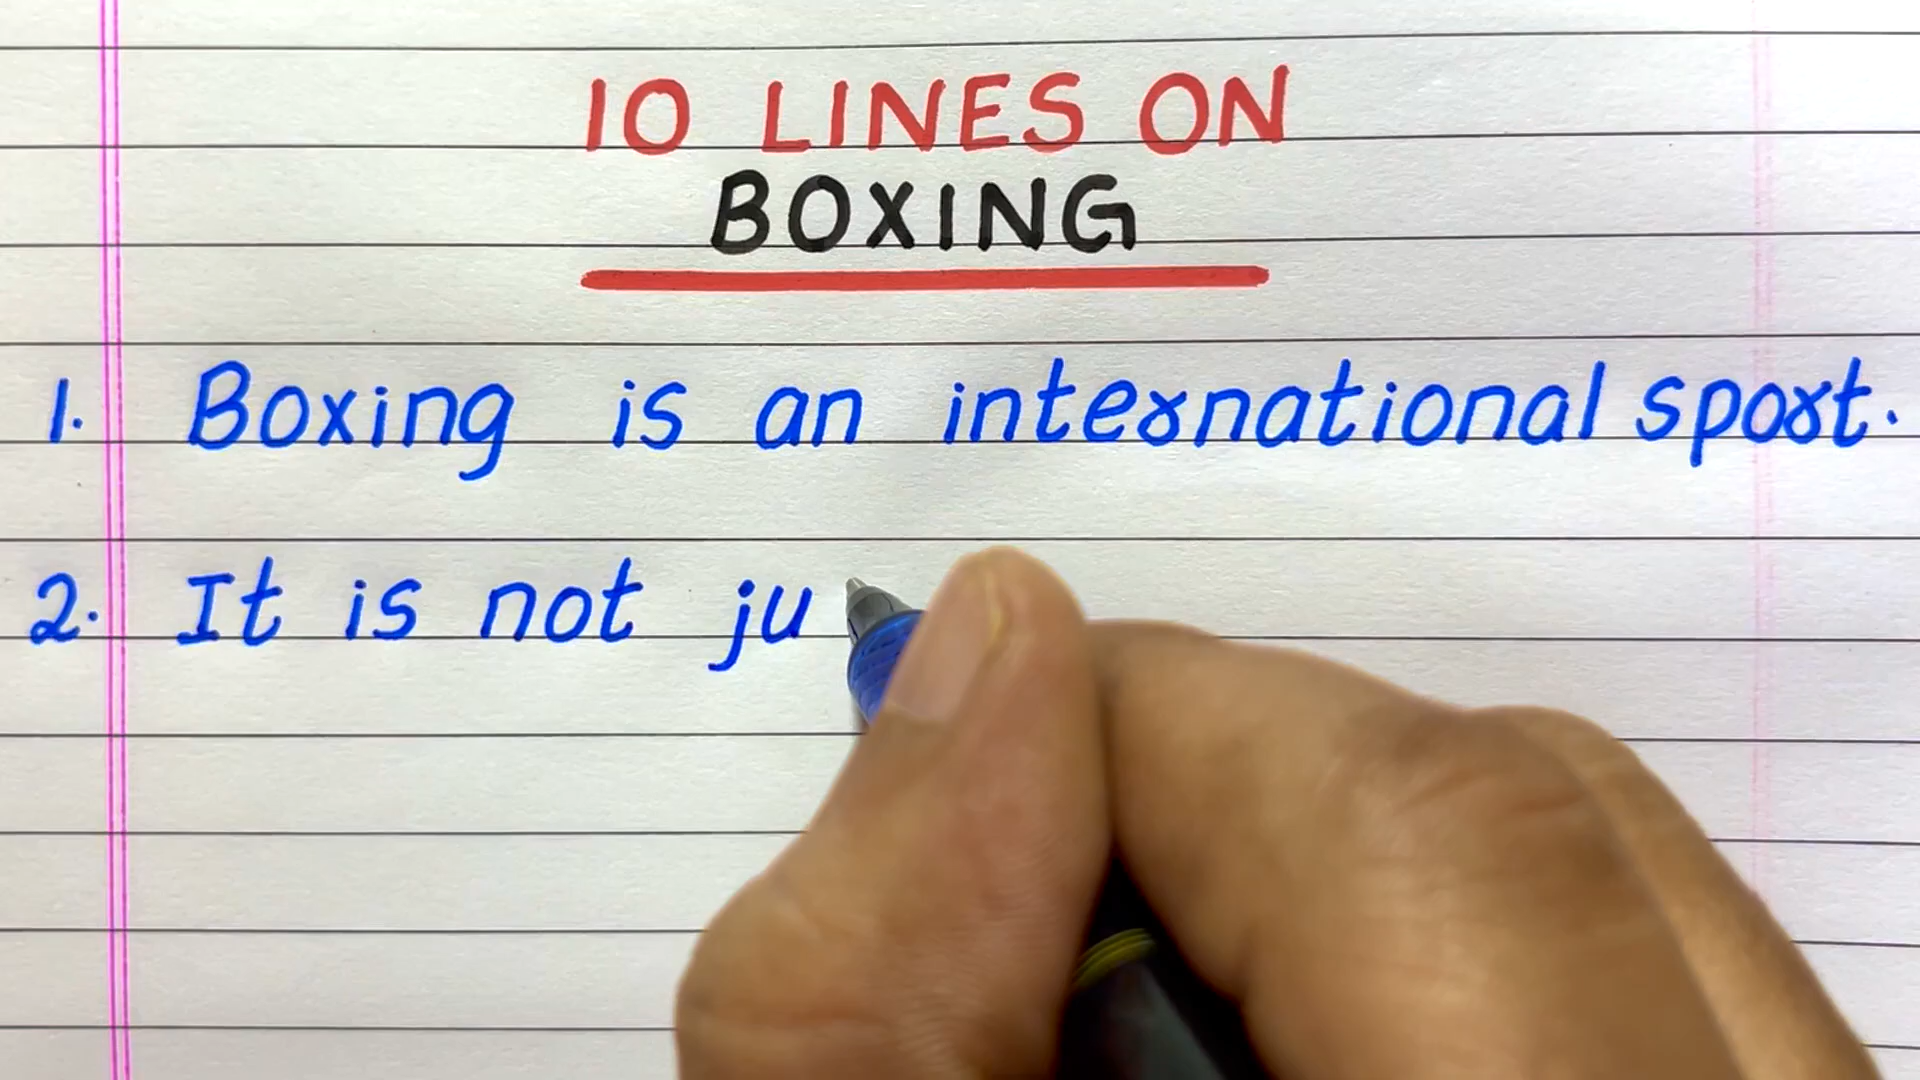 10 LINES ON
BOXING
1. Boxing is an international sport.
2. It is not ju